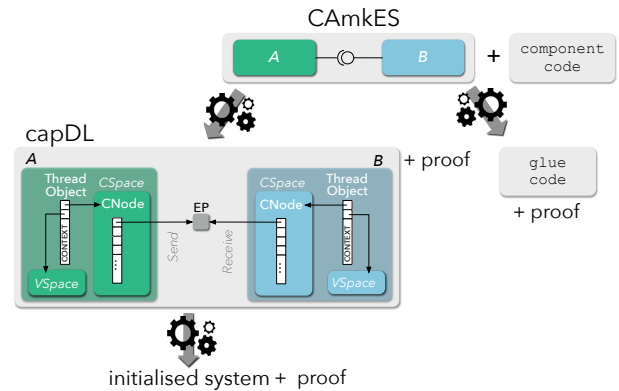 CAmkES
A
B
+
component
code
capDL
A
B
+ proof
glue
code
+ proof
Thread
Object
CSpace
CNode
CONTEXT
VSpace
EP
Send
Receive
CSpace
CNode
Thread
Object
CONTEXT
VSpace
initialised system + proof